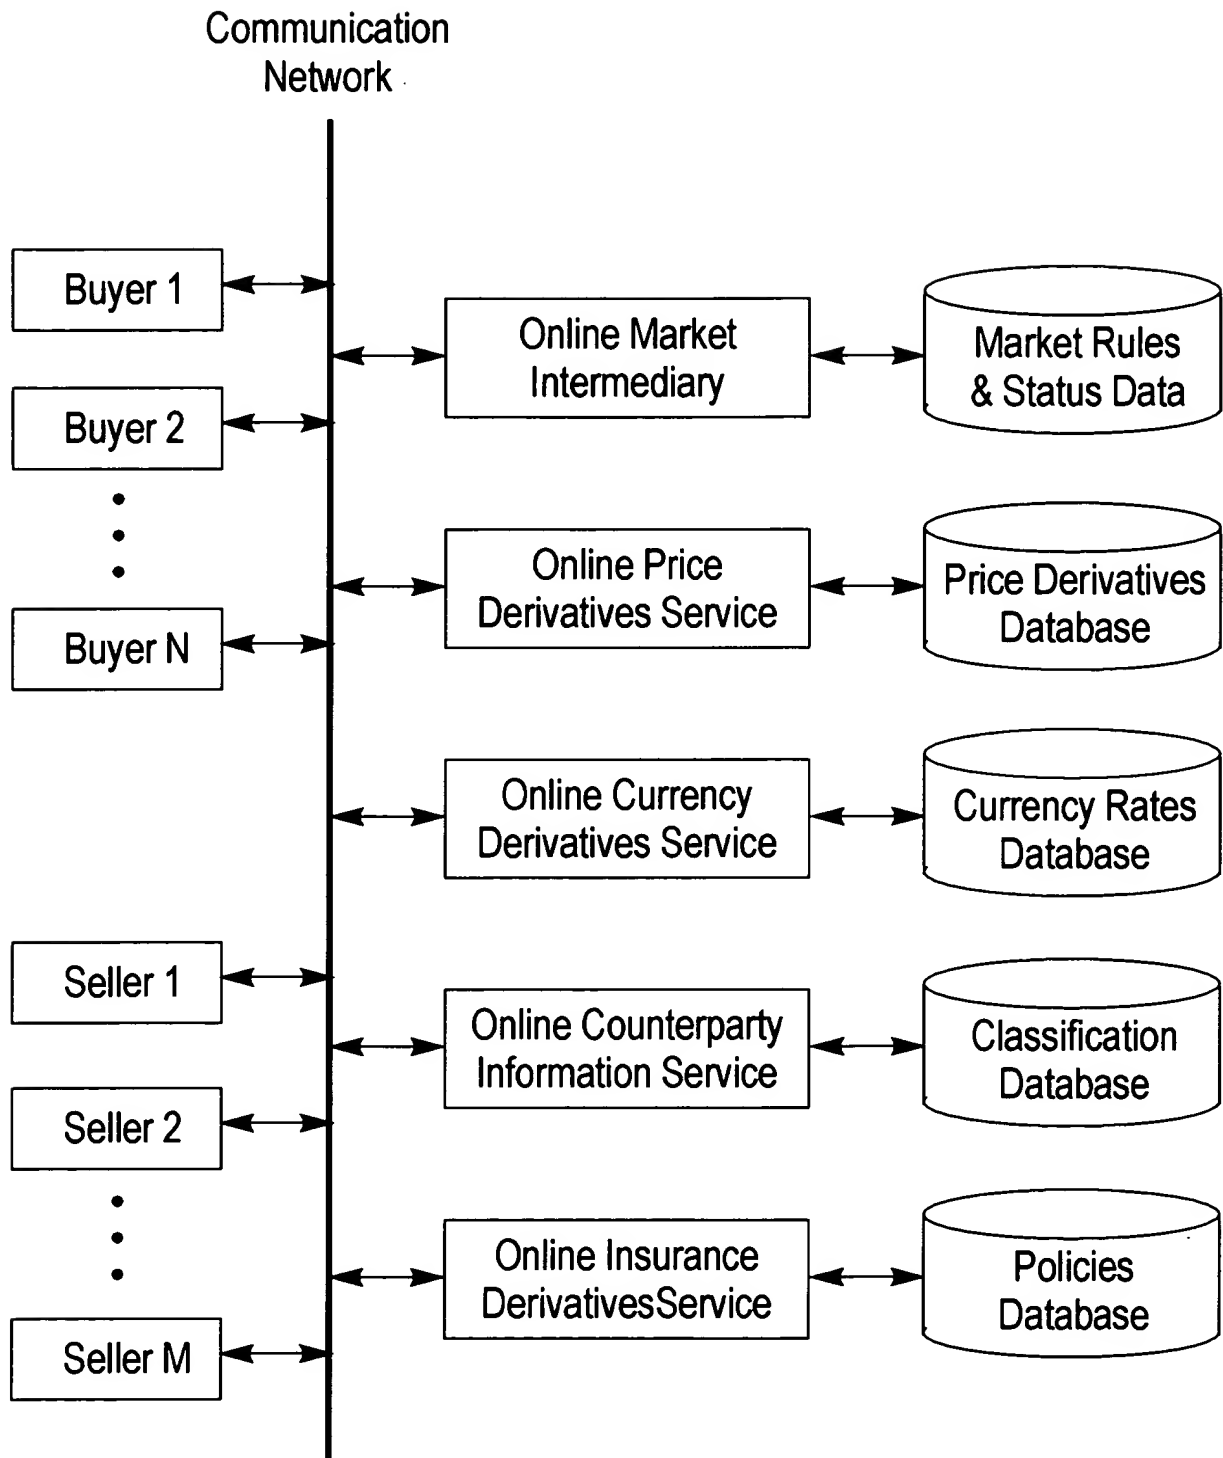 Communication
Network
Buyer 1
Online Market
Intermediary
Market Rules
& Status Data
Buyer 2
Online Price
Derivatives Service
Price Derivatives
Database
Buyer N
Online Currency
Derivatives Service
Currency Rates
Database
Seller 1
Online Counterparty
Information Service
Classification
Database
Seller 2
Online Insurance
DerivativesService
Policies
Database
Seller M